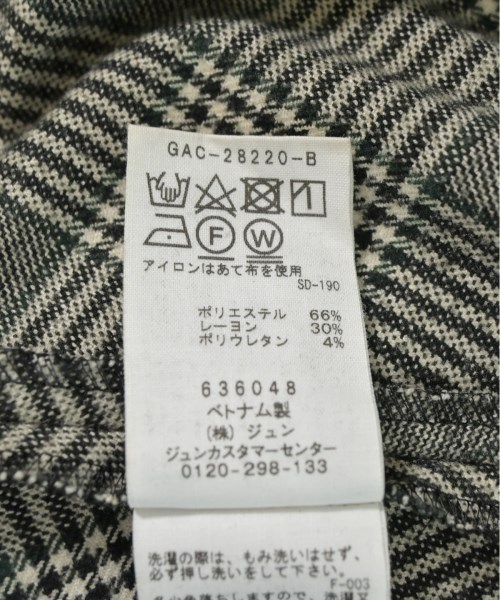 GAC-28220-B
F W
アイロンはあて布を使用
SD-190
ポリエステル 66%
レーヨン 30%
ポリウレタン 4%
636048
ベトナム製
(株) ジュン
ジュンカスタマーセンター
0120-298-133
洗濯の際は、もみ洗いはせず、
必ず押し洗いをして下さい。
F-003